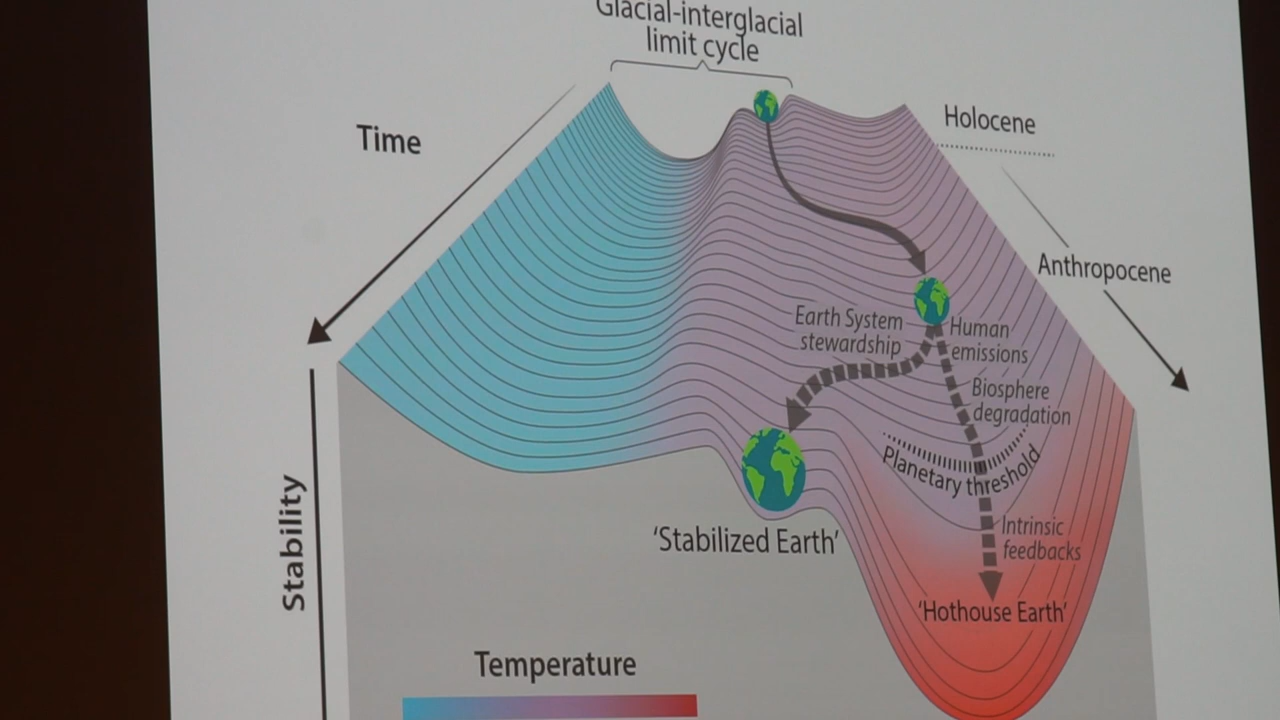 Glacial-interglacial
limit cycle
Time
Holocene
Anthropocene
Earth System
stewardship
Human
emissions
Biosphere
degradation
Planetary threshold
Stability
'Stabilized Earth'
Intrinsic
feedbacks
'Hothouse Earth'
Temperature